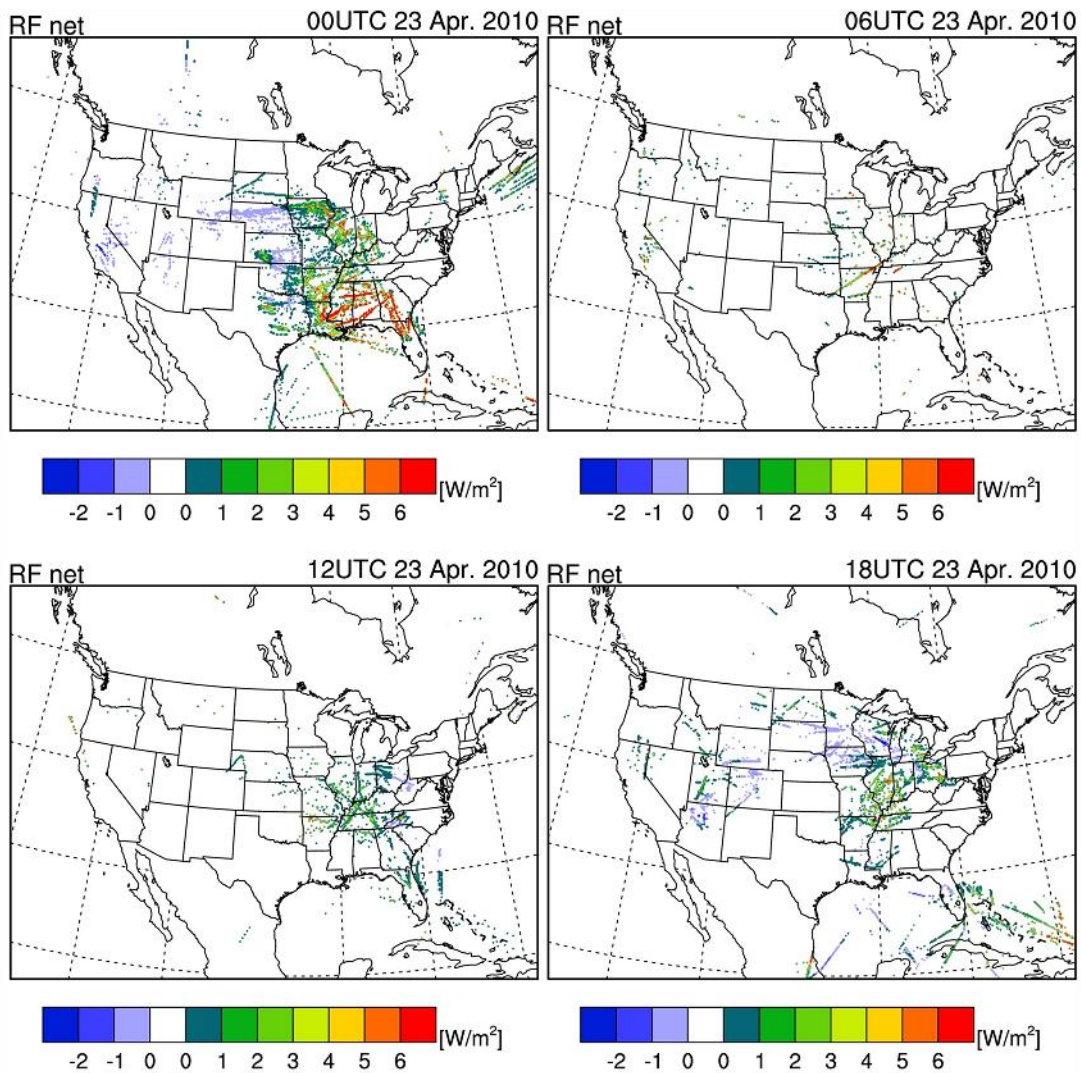 RF net 00UTC 23 Apr. 2010
RF net 06UTC 23 Apr. 2010
-2 -1 0 0 1 2 3 4 5 6 [W/m²]
-2 -1 0 0 1 2 3 4 5 6 [W/m²]
RF net 12UTC 23 Apr. 2010
RF net 18UTC 23 Apr. 2010
-2 -1 0 0 1 2 3 4 5 6 [W/m²]
-2 -1 0 0 1 2 3 4 5 6 [W/m²]